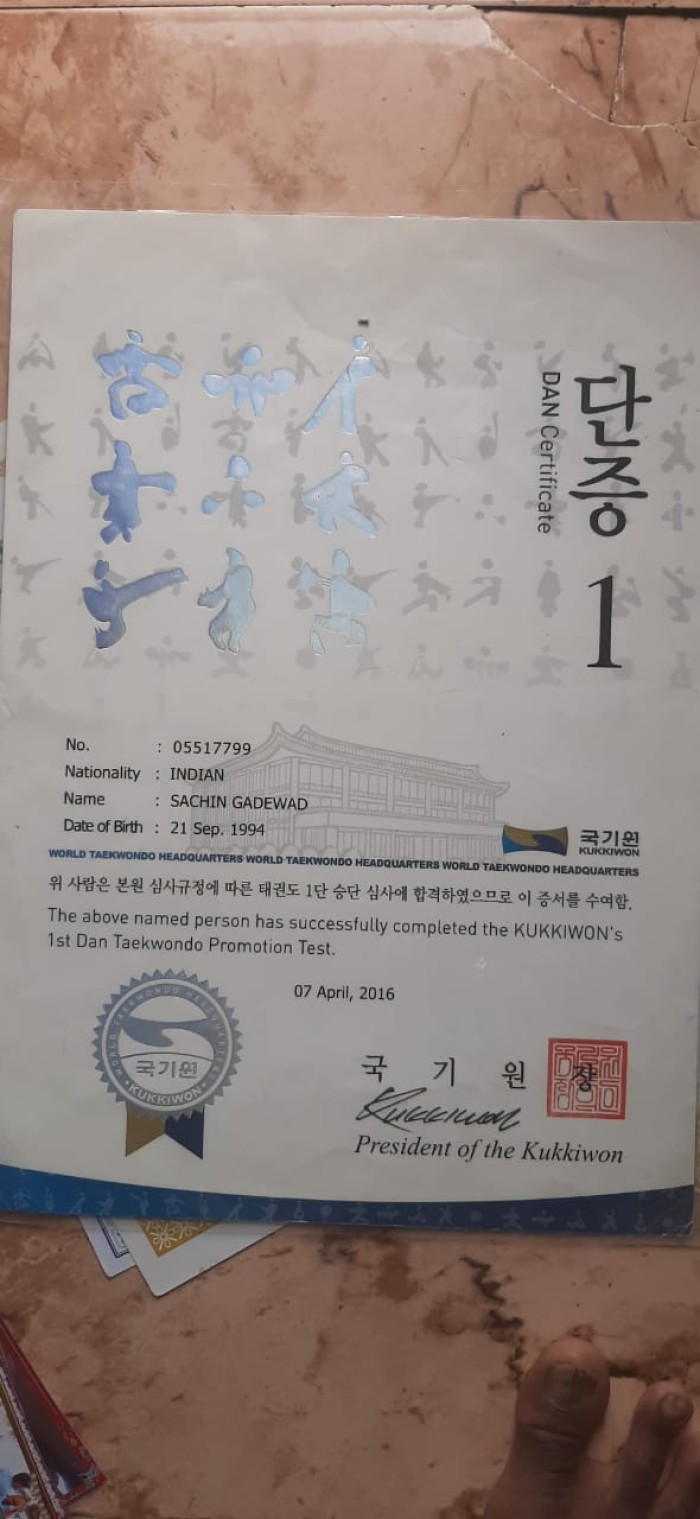 단증
DAN Certificate
1
No. : 05517799
Nationality : INDIAN
Name : SACHIN GADEWAD
Date of Birth : 21 Sep. 1994
국기원
KUKKIWON
WORLD TAEKWONDO HEADQUARTERS WORLD TAEKWONDO HEADQUARTERS WORLD TAEKWONDO HEADQUARTERS
위 사람은 본원 심사규정에 따른 태권도 1단 승단 심사에 합격하였으므로 이 증서를 수여함.
The above named person has successfully completed the KUKKIWON's
1st Dan Taekwondo Promotion Test.
07 April, 2016
WORLD TAEKWONDO HEADQUARTERS
국기원
KUKKIWON
국 기 원 장
Kukkiwon
President of the Kukkiwon